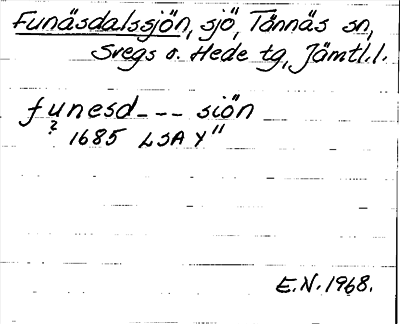 Funäsdalssjön, sjö, Tännäs sn,
Svegs o. Hede tg, Jämtl.l.
funesd--- siön
? 1685 LSA Y"
E.N. 1968.